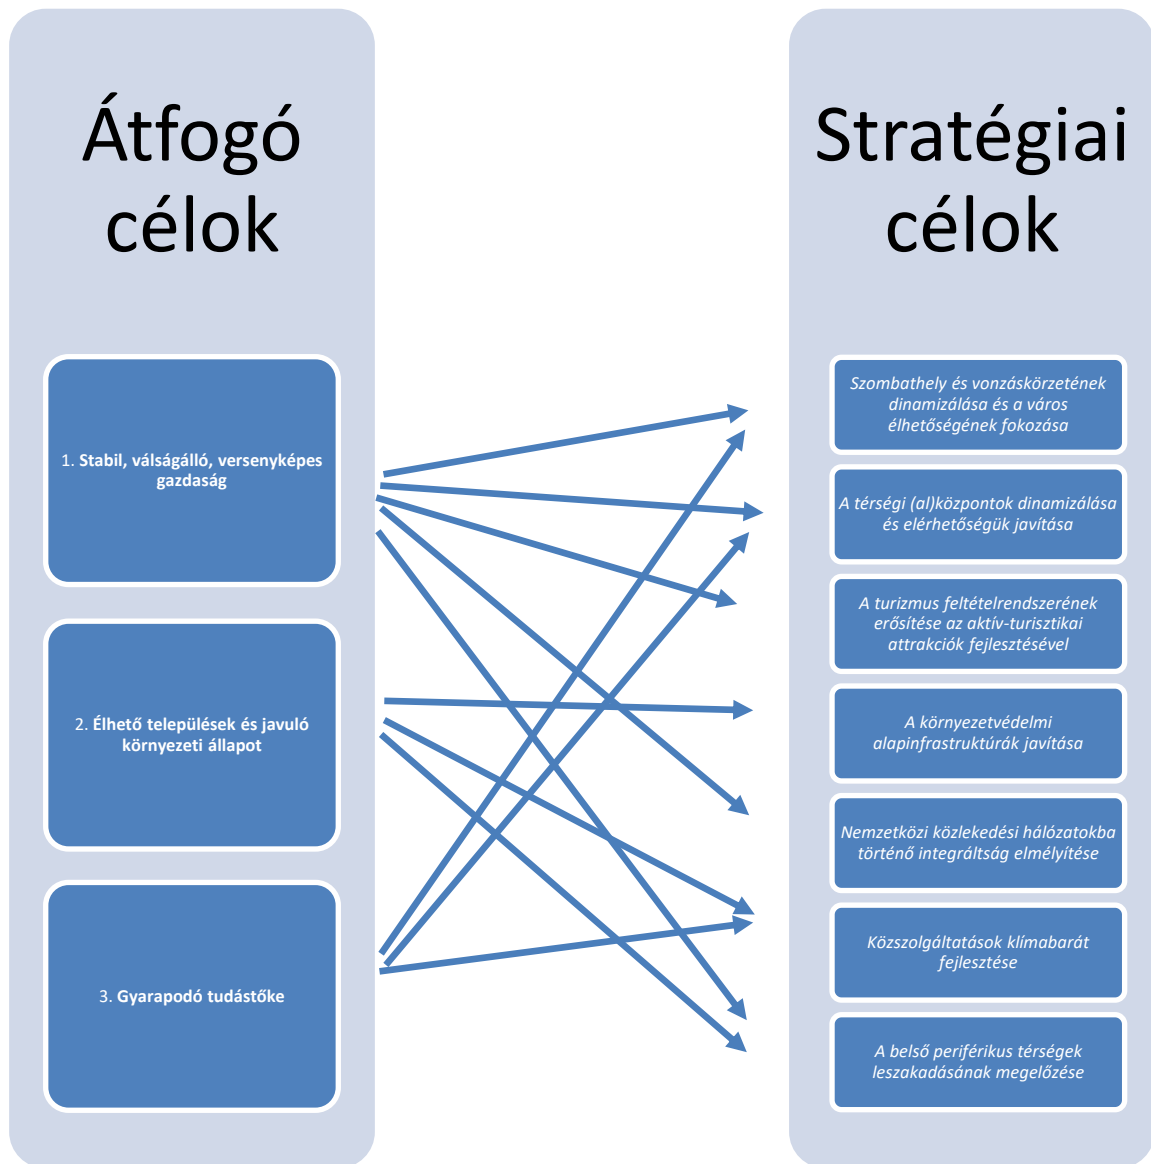 Átfogó
célok
1. Stabil, válságálló, versenyképes
gazdaság
2. Élhető települések és javuló
környezeti állapot
3. Gyarapodó tudástőke
Stratégiai
célok
Szombathely és vonzáskörzetének
dinamizálása és a város
élhetőségének fokozása
A térségi (al)központok dinamizálása
és elérhetőségük javítása
A turizmus feltételrendszerének
erősítése az aktív-turisztikai
attrakciók fejlesztésével
A környezetvédelmi
alapinfrastruktúrák javítása
Nemzetközi közlekedési hálózatokba
történő integráltság elmélyítése
Közszolgáltatások klímabarát
fejlesztése
A belső periférikus térségek
leszakadásának megelőzése